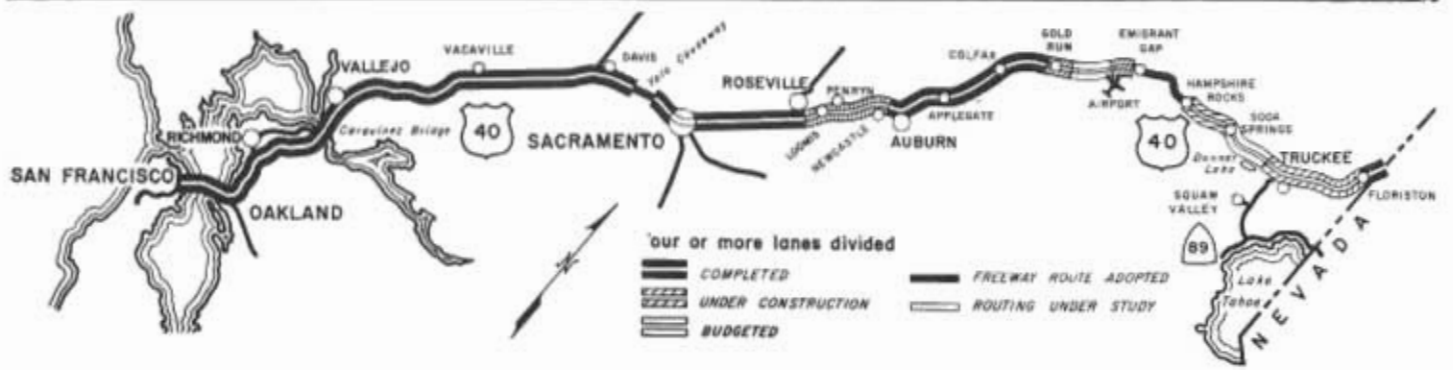 SAN FRANCISCO
RICHMOND
OAKLAND
VALLEJO
Carquinez Bridge
VACAVILLE
40
DAVIS
Yolo Causeway
SACRAMENTO
ROSEVILLE
LOOMIS
PENRYN
NEWCASTLE
AUBURN
APPLEGATE
COLFAX
GOLD
RUN
AIRPORT
EMIGRANT
GAP
HAMPSHIRE
ROCKS
40
SODA
SPRINGS
Donner
Lake
TRUCKEE
SQUAW
VALLEY
FLORISTON
89
Lake
Tahoe
NEVADA
N
our or more lanes divided
COMPLETED
UNDER CONSTRUCTION
BUDGETED
FREEWAY ROUTE ADOPTED
ROUTING UNDER STUDY